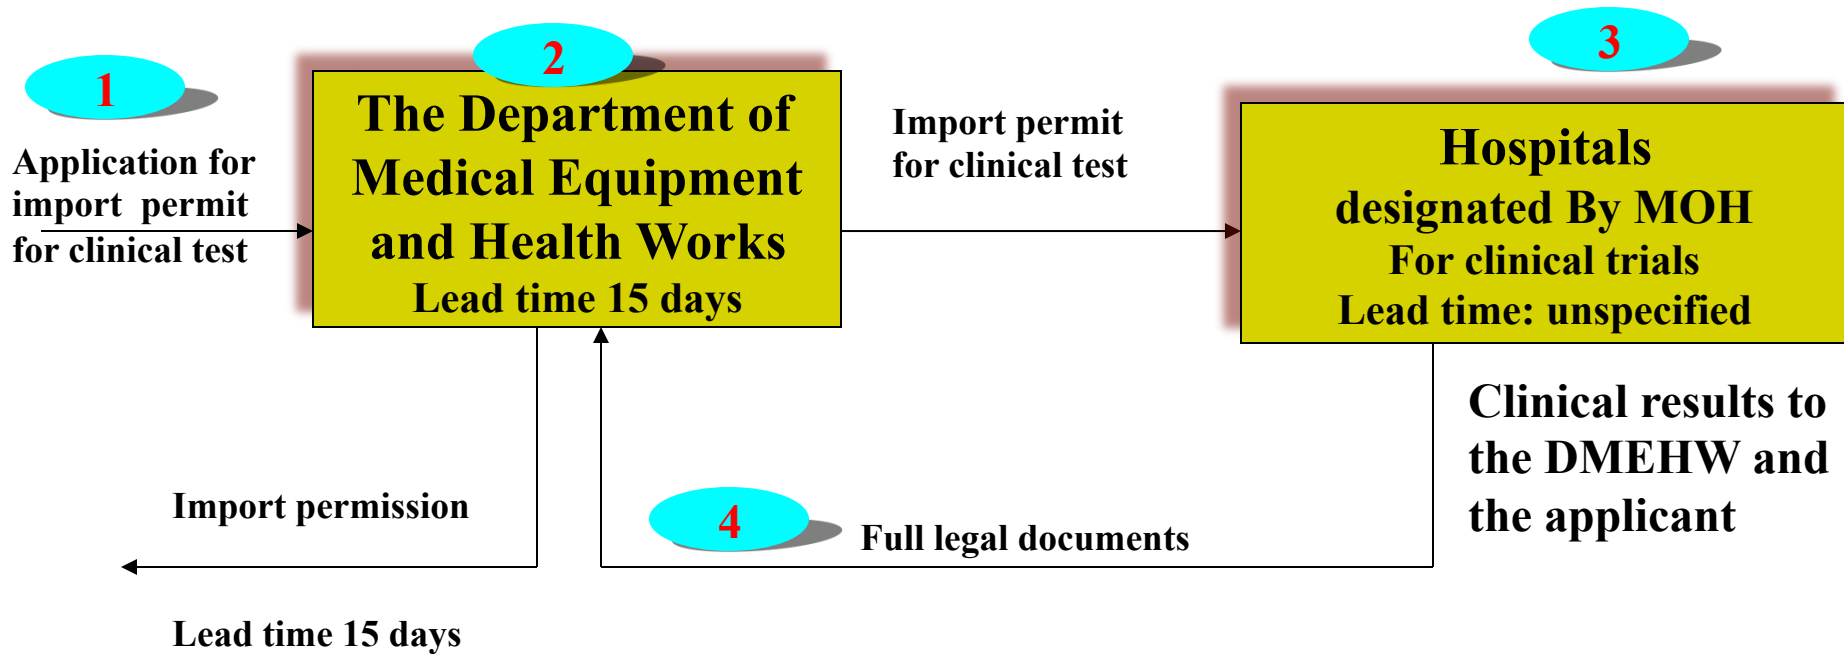 1
Application for
import permit
for clinical test
2
The Department of
Medical Equipment
and Health Works
Lead time 15 days
Import permit
for clinical test
3
Hospitals
designated By MOH
For clinical trials
Lead time: unspecified
Clinical results to
the DMEHW and
the applicant
4
Full legal documents
Import permission
Lead time 15 days